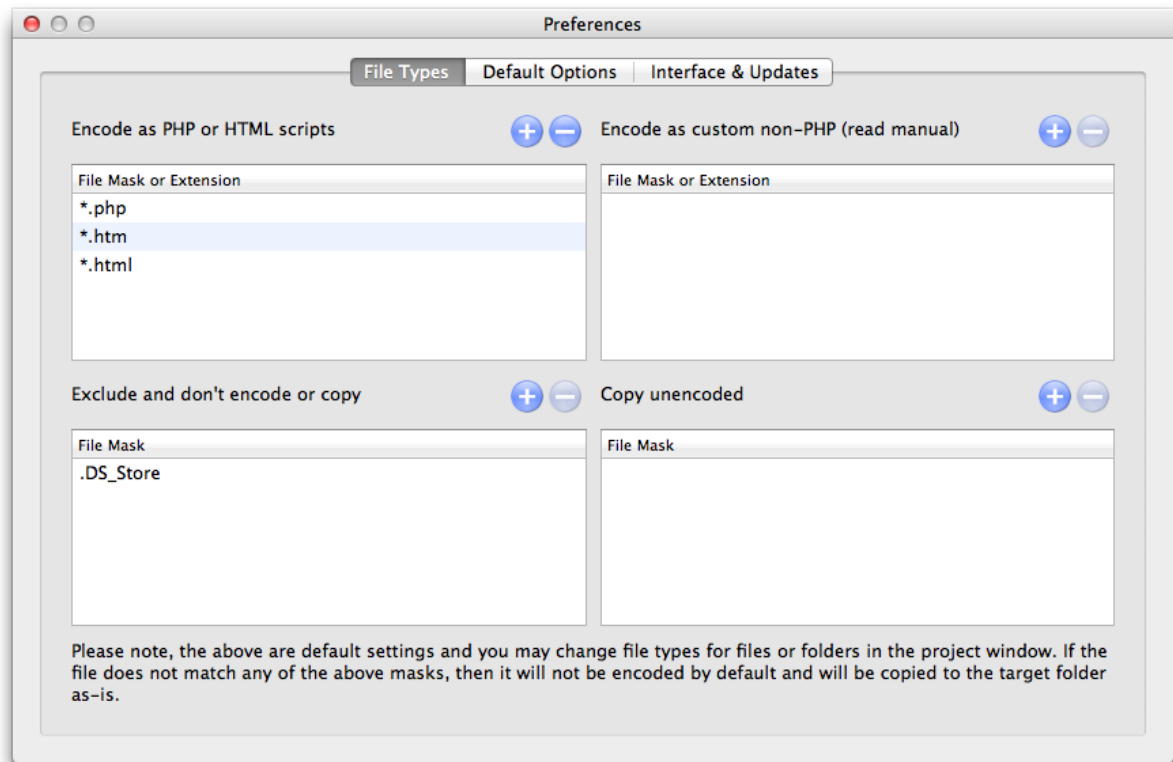 Preferences
File Types
Default Options
Interface & Updates
Encode as PHP or HTML scripts
File Mask or Extension
*.php
*.htm
*.html
Encode as custom non-PHP (read manual)
File Mask or Extension
Exclude and don't encode or copy
File Mask
.DS_Store
Copy unencoded
File Mask
Please note, the above are default settings and you may change file types for files or folders in the project window. If the
file does not match any of the above masks, then it will not be encoded by default and will be copied to the target folder
as-is.